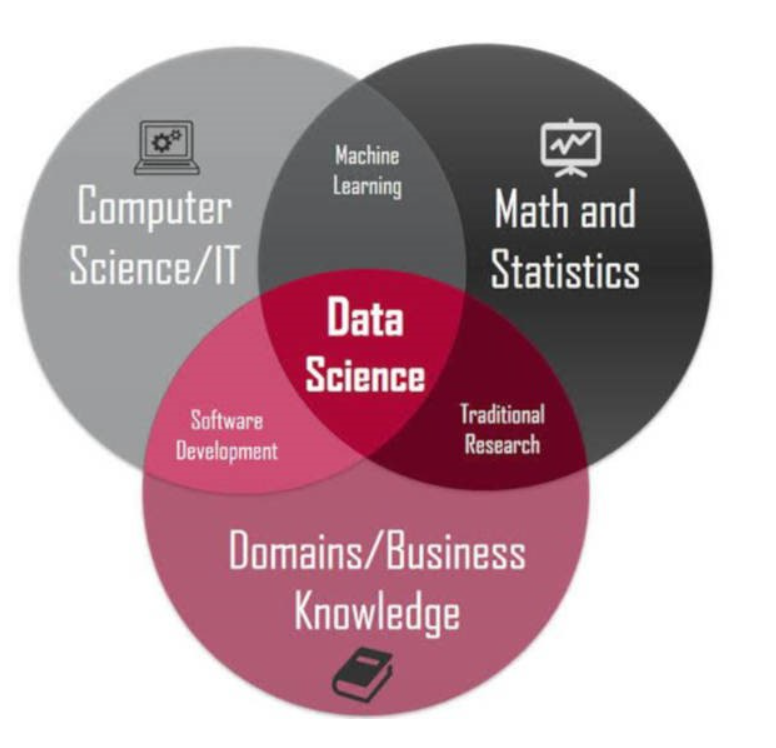 Computer
Science/IT
Machine
Learning
Math and
Statistics
Data
Science
Software
Development
Traditional
Research
Domains/Business
Knowledge